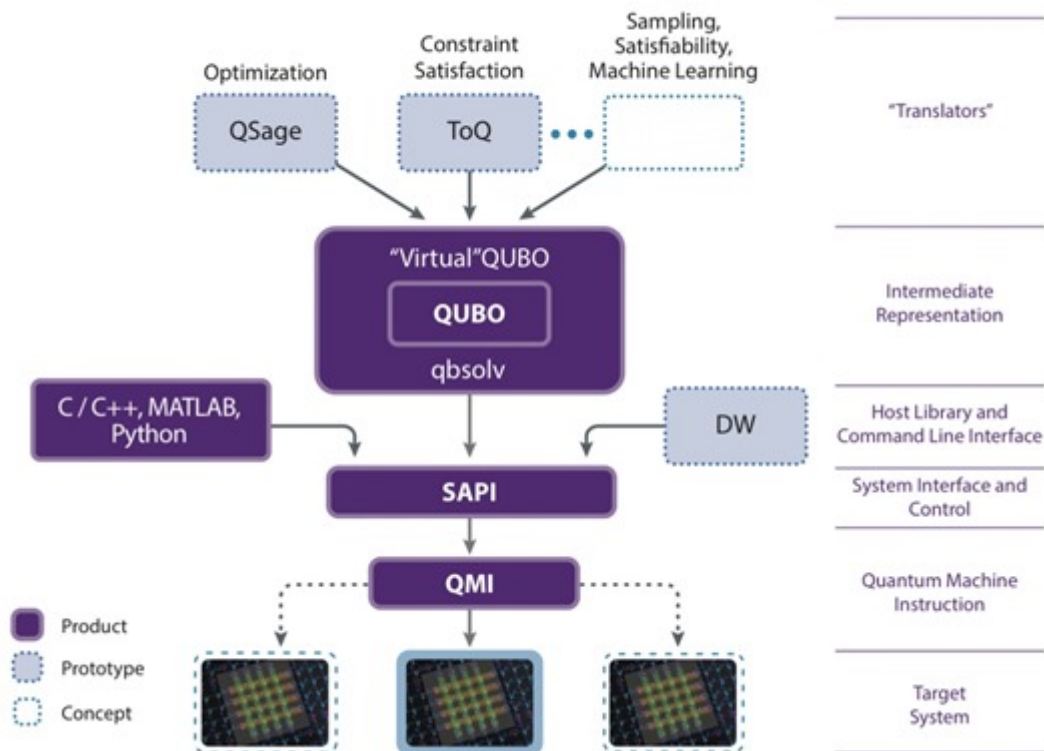 Optimization
Constraint
Satisfaction
Sampling,
Satisfiability,
Machine Learning
QSage
ToQ
"Translators"
“Virtual”QUBO
QUBO
qbsolv
Intermediate
Representation
C / C++, MATLAB,
Python
DW
Host Library and
Command Line Interface
SAPI
System Interface and
Control
QMI
Quantum Machine
Instruction
Product
Prototype
Concept
Target
System